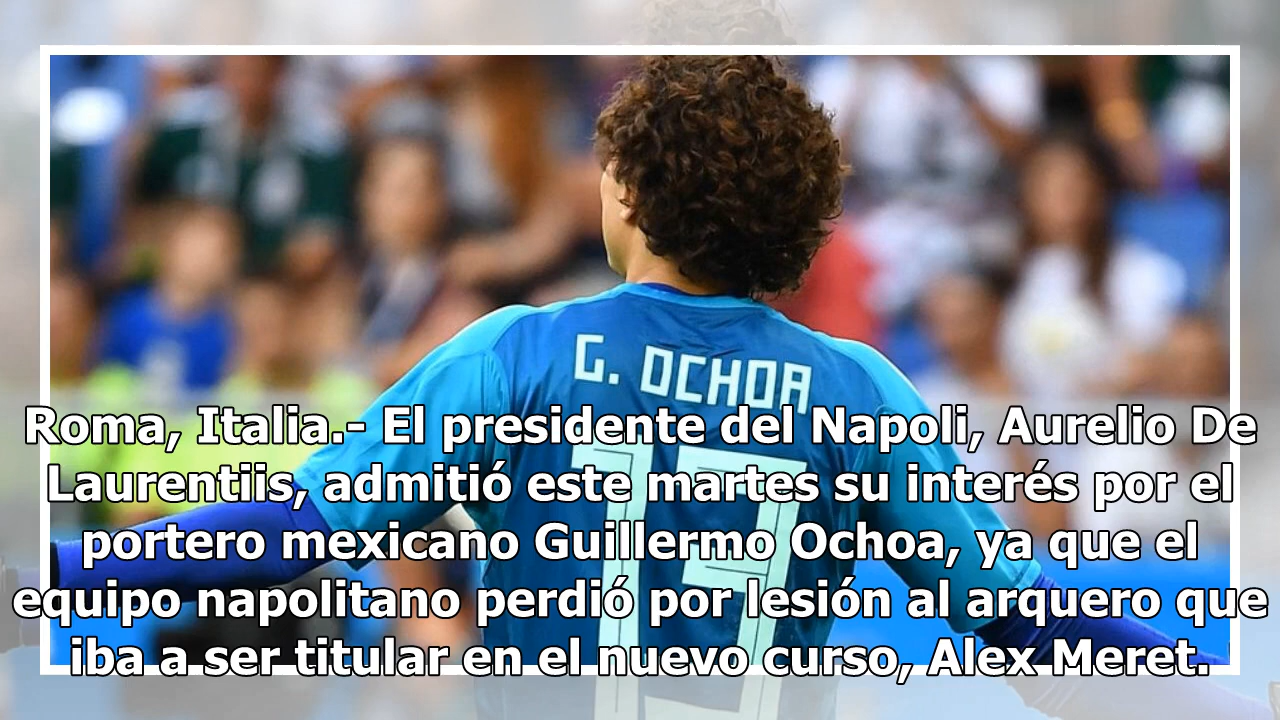 G. OCHOA
13
Roma, Italia.- El presidente del Napoli, Aurelio De
Laurentiis, admitió este martes su interés por el
portero mexicano Guillermo Ochoa, ya que el
equipo napolitano perdió por lesión al arquero que
iba a ser titular en el nuevo curso, Alex Meret.